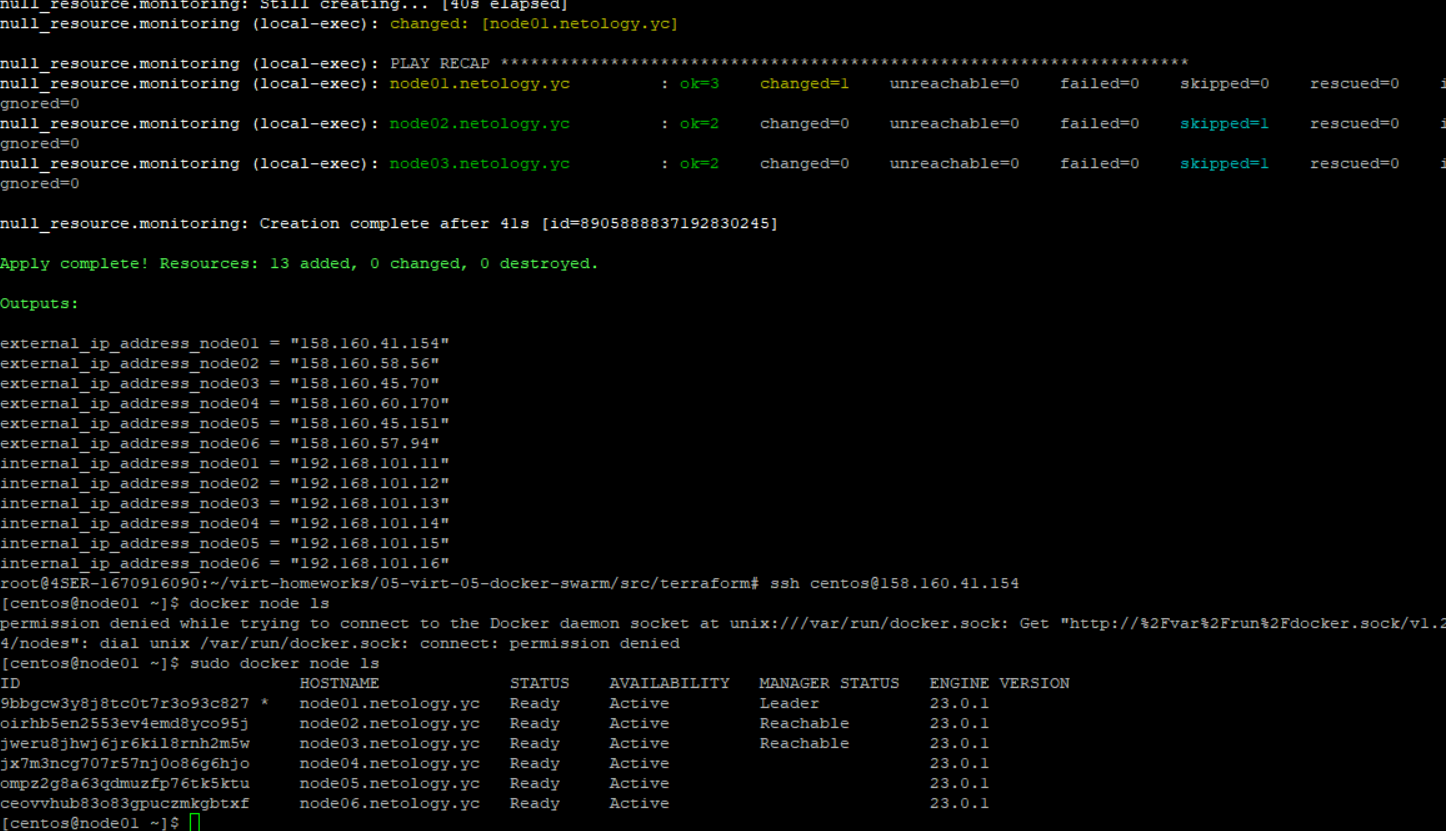 null_resource.monitoring: Still creating... [40s elapsed]
null_resource.monitoring (local-exec): changed: [node01.netology.yc]
null_resource.monitoring (local-exec): PLAY RECAP *********************************************************************
null_resource.monitoring (local-exec): node01.netology.yc         : ok=3    changed=1    unreachable=0    failed=0    skipped=0    rescued=0    i
gnored=0
null_resource.monitoring (local-exec): node02.netology.yc         : ok=2    changed=0    unreachable=0    failed=0    skipped=1    rescued=0    i
gnored=0
null_resource.monitoring (local-exec): node03.netology.yc         : ok=2    changed=0    unreachable=0    failed=0    skipped=1    rescued=0    i
gnored=0
null_resource.monitoring: Creation complete after 41s [id=8905888837192830245]
Apply complete! Resources: 13 added, 0 changed, 0 destroyed.
Outputs:
external_ip_address_node01 = "158.160.41.154"
external_ip_address_node02 = "158.160.58.56"
external_ip_address_node03 = "158.160.45.70"
external_ip_address_node04 = "158.160.60.170"
external_ip_address_node05 = "158.160.45.151"
external_ip_address_node06 = "158.160.57.94"
internal_ip_address_node01 = "192.168.101.11"
internal_ip_address_node02 = "192.168.101.12"
internal_ip_address_node03 = "192.168.101.13"
internal_ip_address_node04 = "192.168.101.14"
internal_ip_address_node05 = "192.168.101.15"
internal_ip_address_node06 = "192.168.101.16"
root@4SER-1670916090:~/virt-homeworks/05-virt-05-docker-swarm/src/terraform# ssh centos@158.160.41.154
[centos@node01 ~]$ docker node ls
permission denied while trying to connect to the Docker daemon socket at unix:///var/run/docker.sock: Get "http://%2Fvar%2Frun%2Fdocker.sock/v1.2
4/nodes": dial unix /var/run/docker.sock: connect: permission denied
[centos@node01 ~]$ sudo docker node ls
ID                            HOSTNAME             STATUS    AVAILABILITY   MANAGER STATUS   ENGINE VERSION
9bbgcw3y8j8tc0t7r3o93c827 *   node01.netology.yc   Ready     Active         Leader           23.0.1
oirhb5en2553ev4emd8yco95j     node02.netology.yc   Ready     Active         Reachable        23.0.1
jweru8jhwj6jr6kil8rnh2m5w     node03.netology.yc   Ready     Active         Reachable        23.0.1
jx7m3ncg707r57nj0o86g6hjo     node04.netology.yc   Ready     Active                          23.0.1
ompz2g8a63qdmuzfp76tk5ktu     node05.netology.yc   Ready     Active                          23.0.1
ceovvhub83o83gpuczmkgbtxf     node06.netology.yc   Ready     Active                          23.0.1
[centos@node01 ~]$